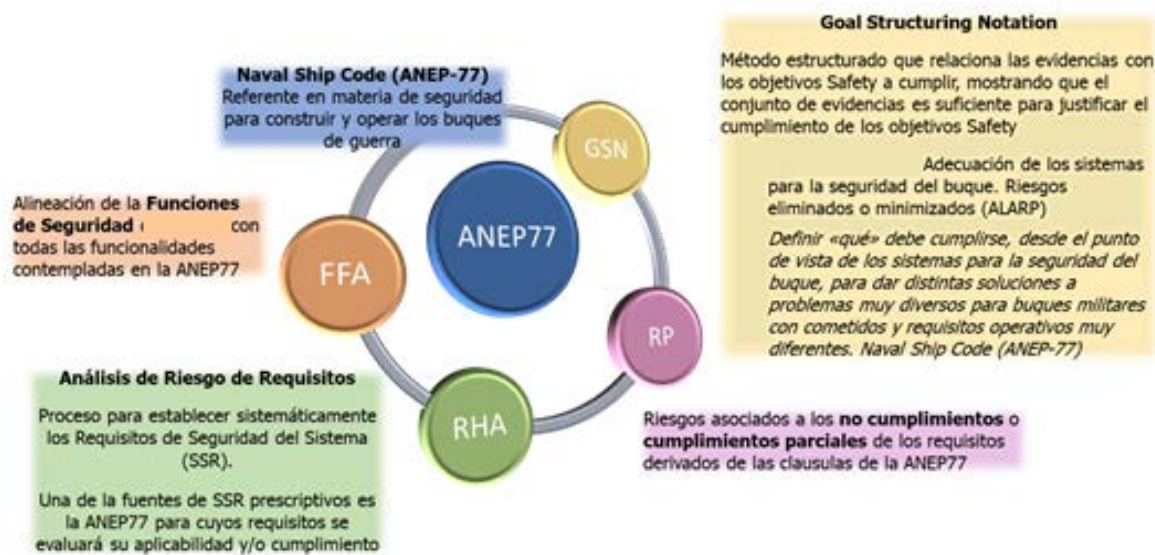 Naval Ship Code (ANEP-77)
Referente en materia de seguridad
para construir y operar los buques
de guerra
GSN
ANEP77
FFA
RP
RHA
Goal Structuring Notation
Método estructurado que relaciona las evidencias con
los objetivos Safety a cumplir, mostrando que el
conjunto de evidencias es suficiente para justificar el
cumplimiento de los objetivos Safety
Adecuación de los sistemas
para la seguridad del buque. Riesgos
eliminados o minimizados (ALARP)
Definir «qué» debe cumplirse, desde el punto
de vista de los sistemas para la seguridad del
buque, para dar distintas soluciones a
problemas muy diversos para buques militares
con cometidos y requisitos operativos muy
diferentes. Naval Ship Code (ANEP-77)
Alineación de la Funciones
de Seguridad con
todas las funcionalidades
contempladas en la ANEP77
Análisis de Riesgo de Requisitos
Proceso para establecer sistemáticamente
los Requisitos de Seguridad del Sistema
(SSR).
Una de la fuentes de SSR prescriptivos es
la ANEP77 para cuyos requisitos se
evaluará su aplicabilidad y/o cumplimiento
Riesgos asociados a los no cumplimientos o
cumplimientos parciales de los requisitos
derivados de las clausulas de la ANEP77